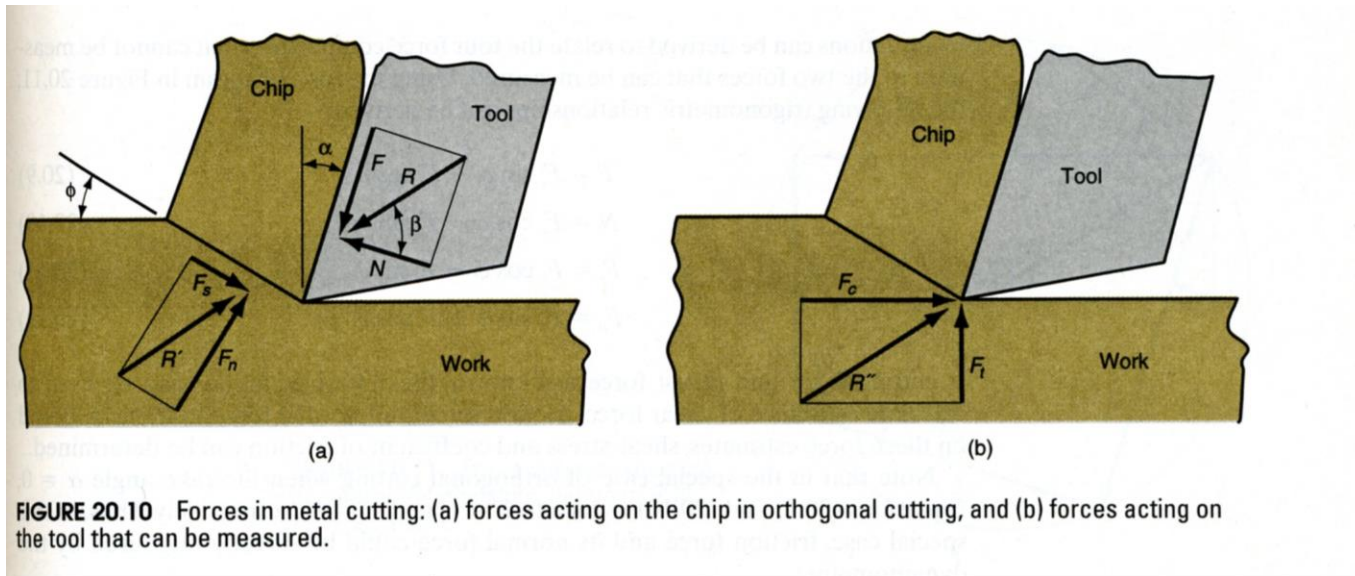 Chip
Tool
α
F
R
β
N
ϕ
Fs
R′
Fn
Work
(a)
Chip
Tool
Fc
R″
Ft
Work
(b)
FIGURE 20.10 Forces in metal cutting: (a) forces acting on the chip in orthogonal cutting, and (b) forces acting on
the tool that can be measured.